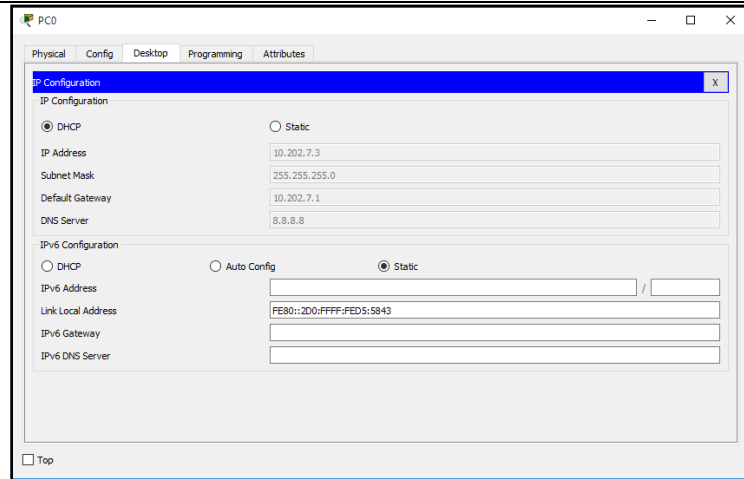 PC0
Physical Config Desktop Programming Attributes
IP Configuration X
IP Configuration
DHCP Static
IP Address 10.202.7.3
Subnet Mask 255.255.255.0
Default Gateway 10.202.7.1
DNS Server 8.8.8.8
IPv6 Configuration
DHCP Auto Config Static
IPv6 Address /
Link Local Address FE80::2D0:FFFF:FED5:5843
IPv6 Gateway
IPv6 DNS Server
Top